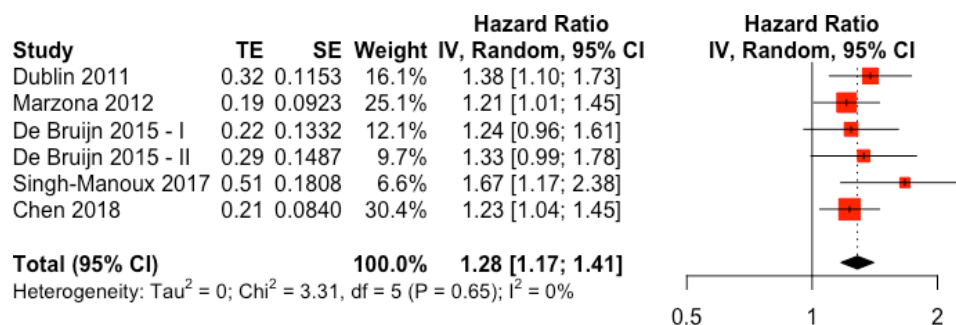 Hazard Ratio Hazard Ratio
Study TE SE Weight IV, Random, 95% CI IV, Random, 95% CI
Dublin 2011 0.32 0.1153 16.1% 1.38 [1.10; 1.73]
Marzona 2012 0.19 0.0923 25.1% 1.21 [1.01; 1.45]
De Bruijn 2015 - I 0.22 0.1332 12.1% 1.24 [0.96; 1.61]
De Bruijn 2015 - II 0.29 0.1487 9.7% 1.33 [0.99; 1.78]
Singh-Manoux 2017 0.51 0.1808 6.6% 1.67 [1.17; 2.38]
Chen 2018 0.21 0.0840 30.4% 1.23 [1.04; 1.45]
Total (95% CI) 100.0% 1.28 [1.17; 1.41]
Heterogeneity: Tau² = 0; Chi² = 3.31, df = 5 (P = 0.65); I² = 0%
0.5 1 2